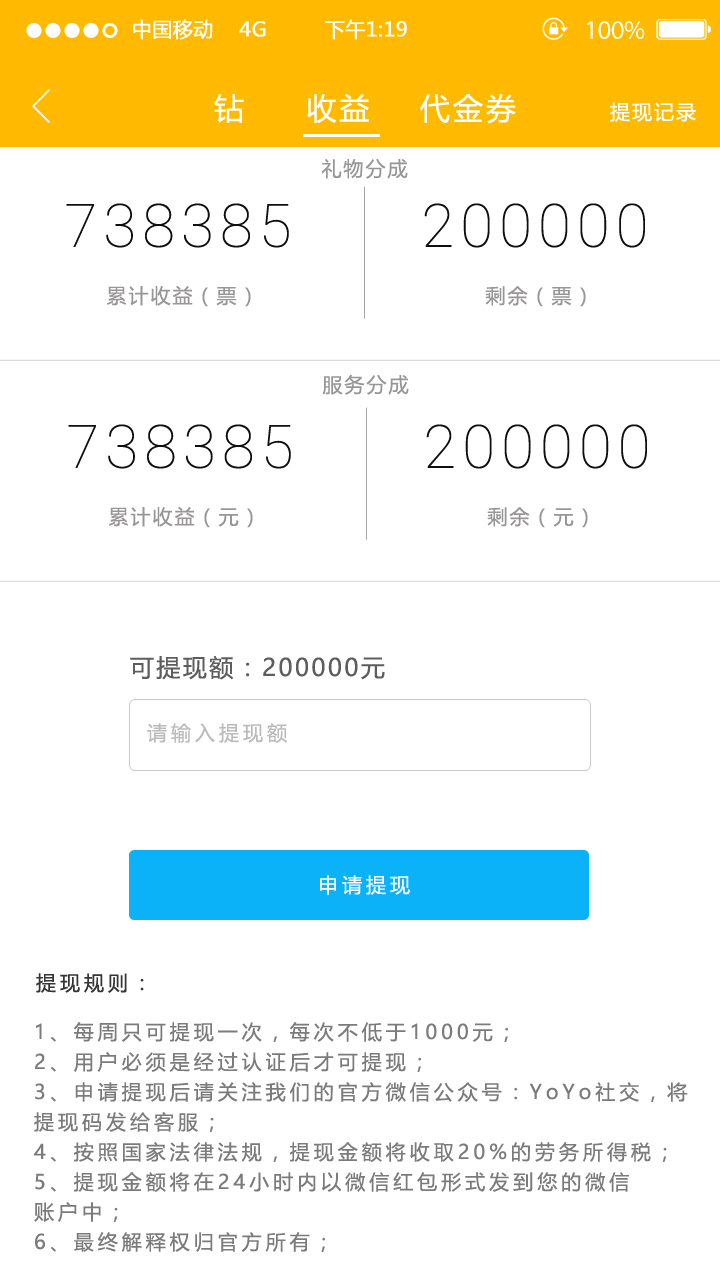 中国移动 4G 下午1:19 100%
钻 收益 代金券 提现记录
礼物分成
738385 200000
累计收益(票) 剩余(票)
服务分成
738385 200000
累计收益(元) 剩余(元)
可提现额:200000元
请输入提现额
申请提现
提现规则:
1、每周只可提现一次,每次不低于1000元;
2、用户必须是经过认证后才可提现;
3、申请提现后请关注我们的官方微信公众号:YoYo社交,将
提现码发给客服;
4、按照国家法律法规,提现金额将收取20%的劳务所得税;
5、提现金额将在24小时内以微信红包形式发到您的微信
账户中;
6、最终解释权归官方所有;